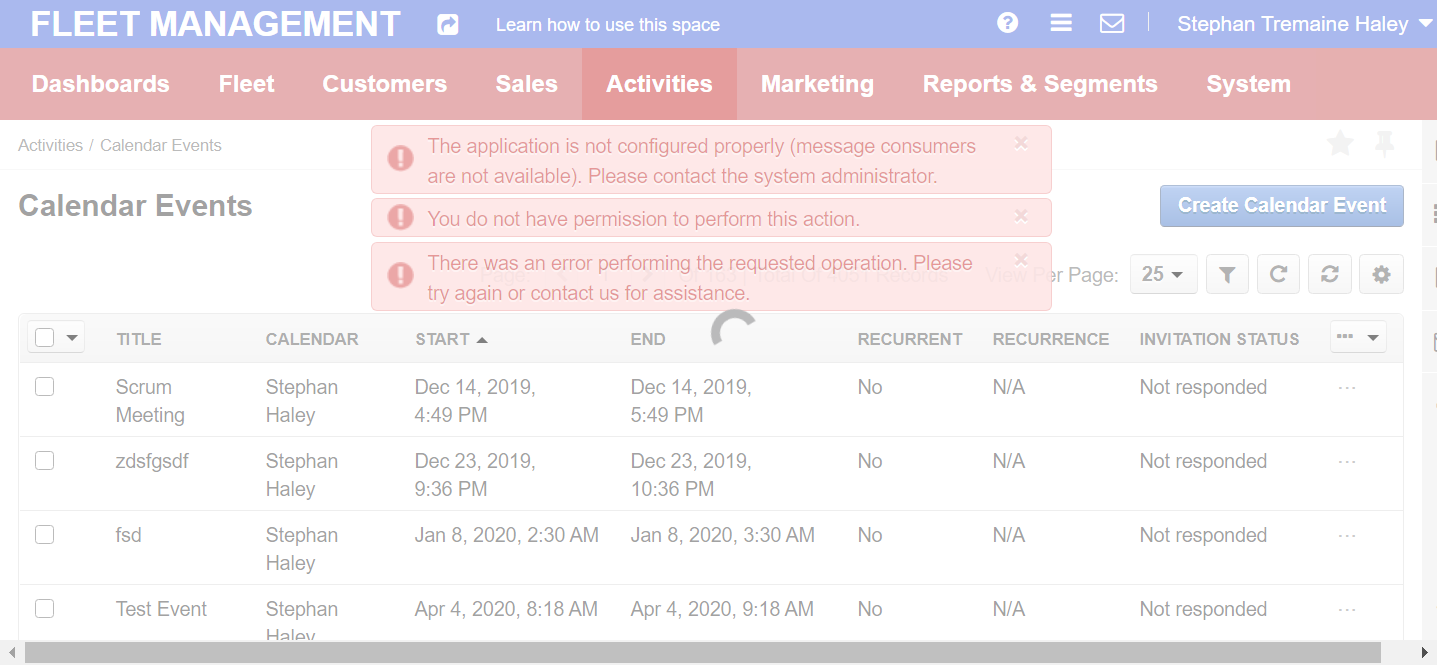 FLEET MANAGEMENT Learn how to use this space Stephan Tremaine Haley
Dashboards Fleet Customers Sales Activities Marketing Reports & Segments System
Activities / Calendar Events
The application is not configured properly (message consumers
are not available). Please contact the system administrator.
You do not have permission to perform this action.
There was an error performing the requested operation. Please
try again or contact us for assistance.
Calendar Events
Create Calendar Event
View Per Page: 25
TITLE CALENDAR START END RECURRENT RECURRENCE INVITATION STATUS
Scrum Stephan Dec 14, 2019, Dec 14, 2019, No N/A Not responded ...
Meeting Haley 4:49 PM 5:49 PM
zdsfgsdf Stephan Dec 23, 2019, Dec 23, 2019, No N/A Not responded ...
Haley 9:36 PM 10:36 PM
fsd Stephan Jan 8, 2020, 2:30 AM Jan 8, 2020, 3:30 AM No N/A Not responded ...
Haley
Test Event Stephan Apr 4, 2020, 8:18 AM Apr 4, 2020, 9:18 AM No N/A Not responded ...
Haley